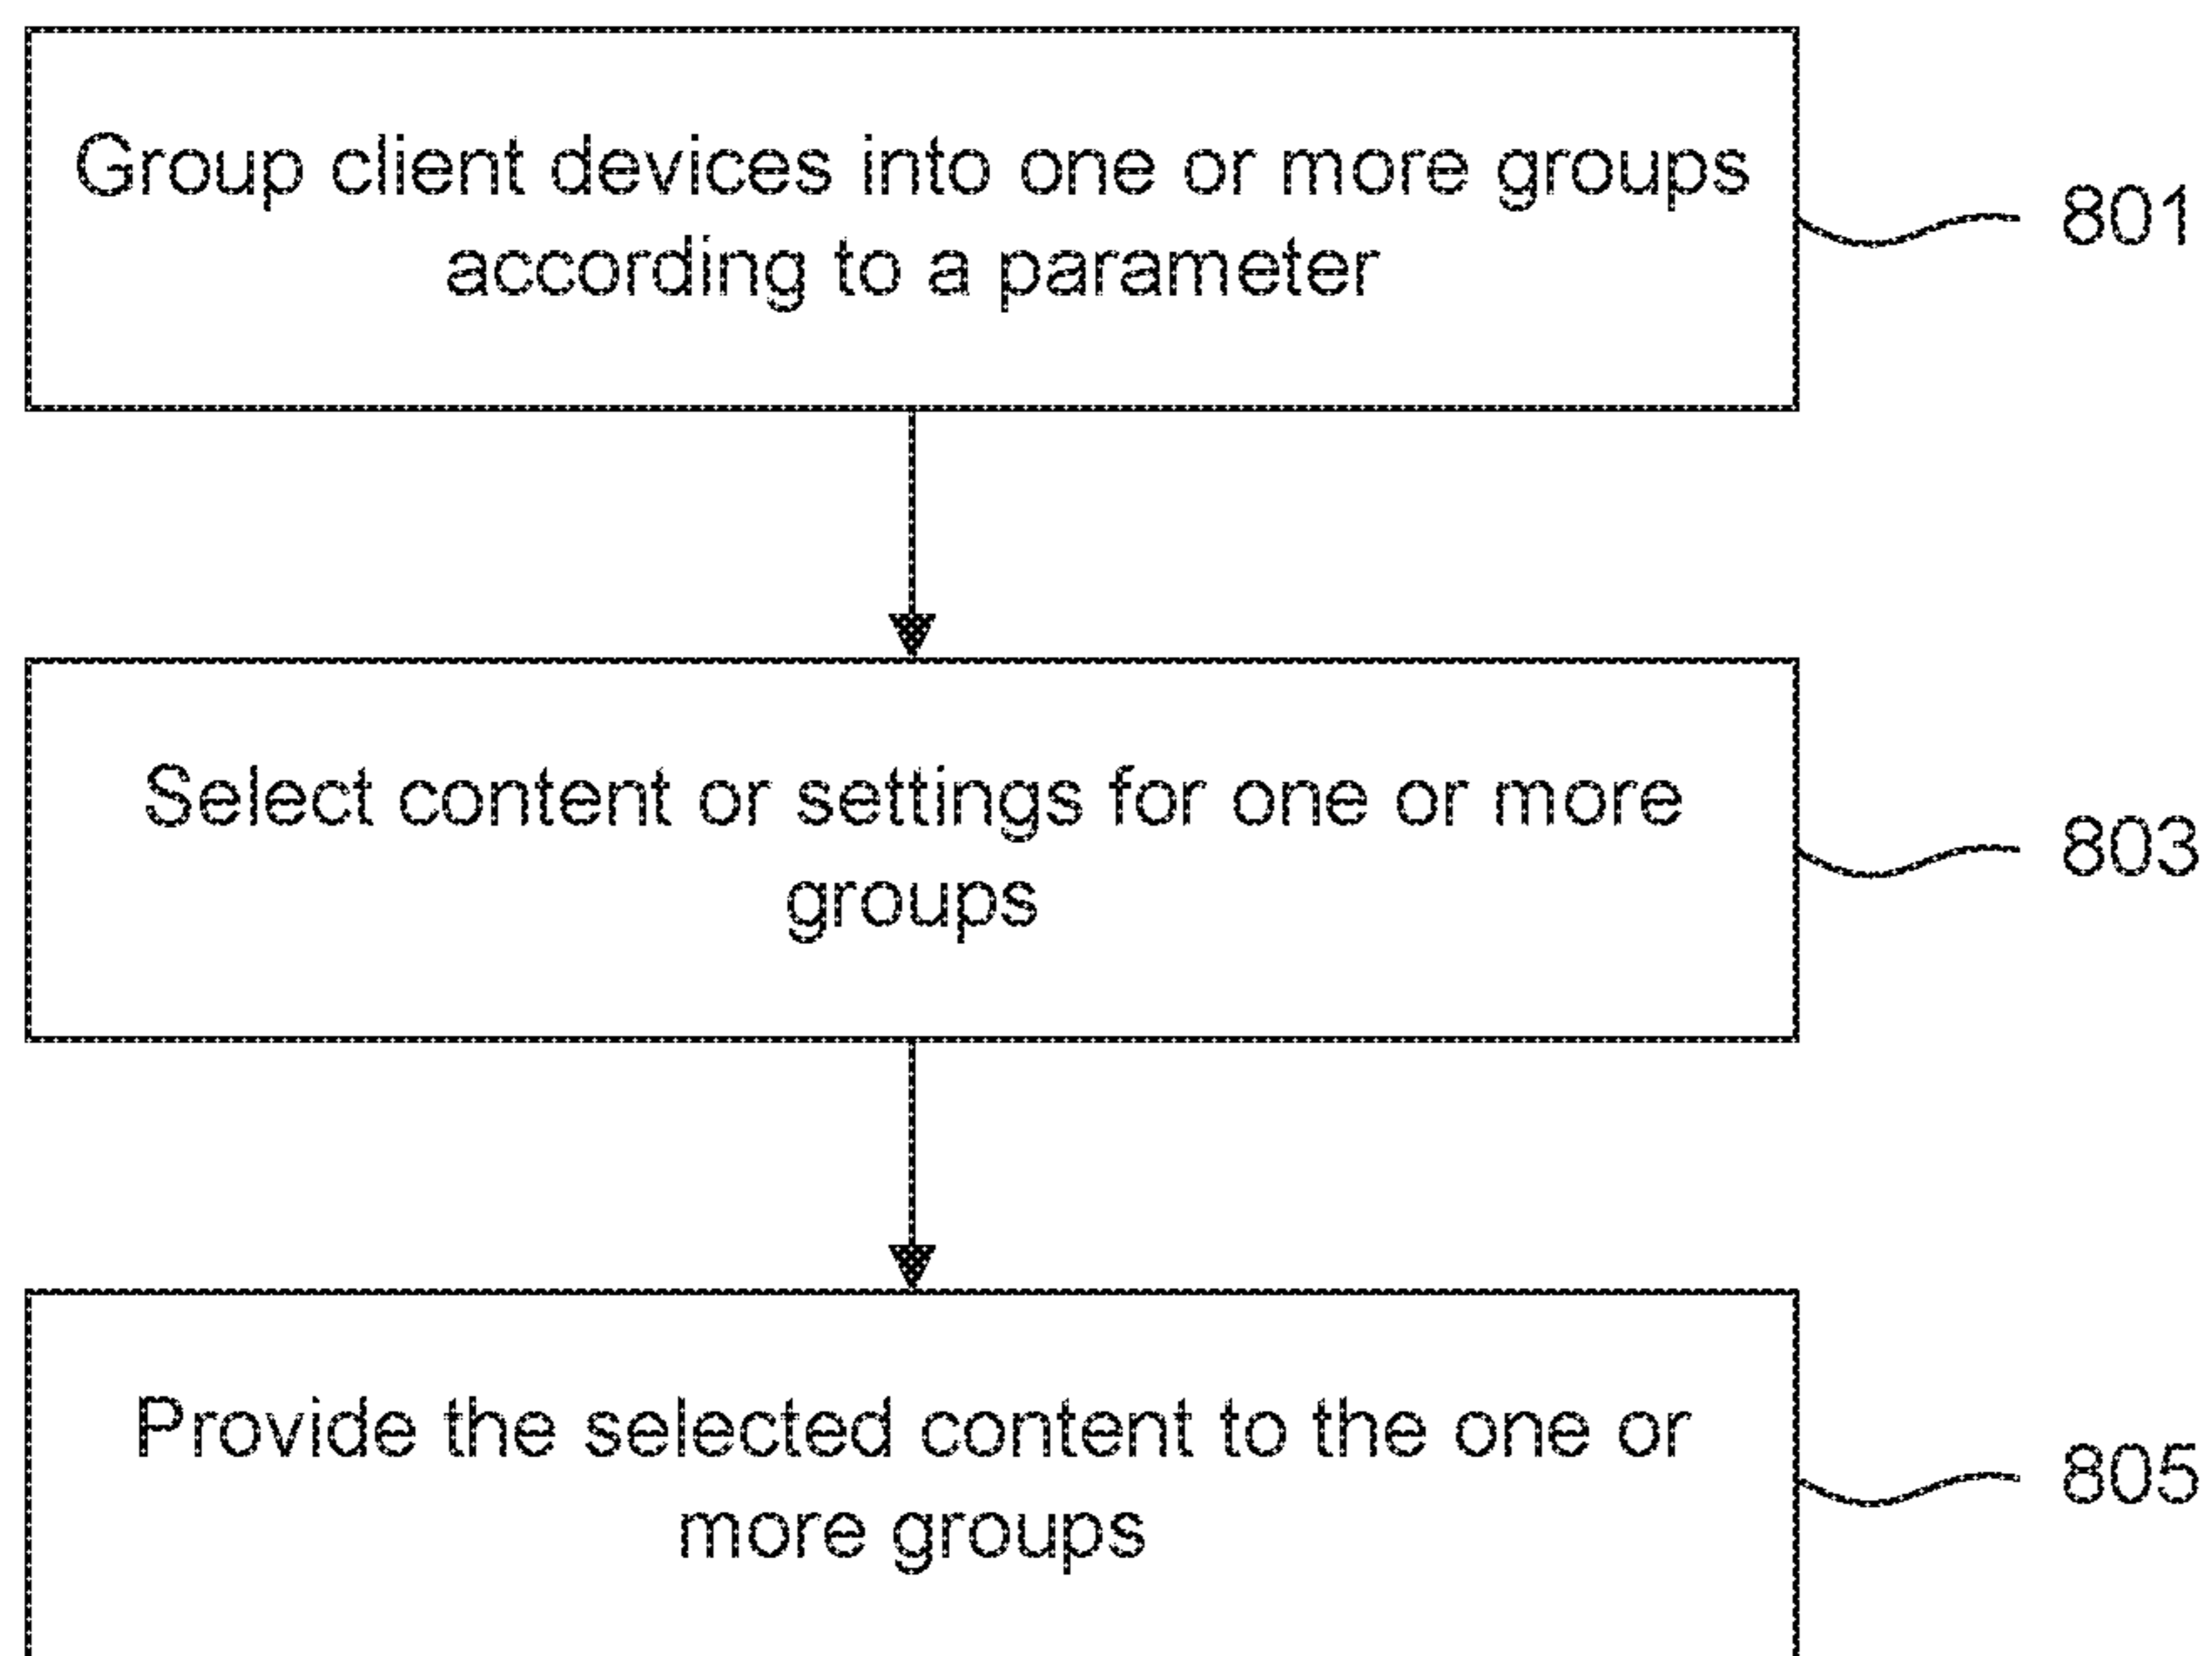 Group client devices into one or more groups
according to a parameter
801
Select content or settings for one or more
groups
803
Provide the selected content to the one or
more groups
805